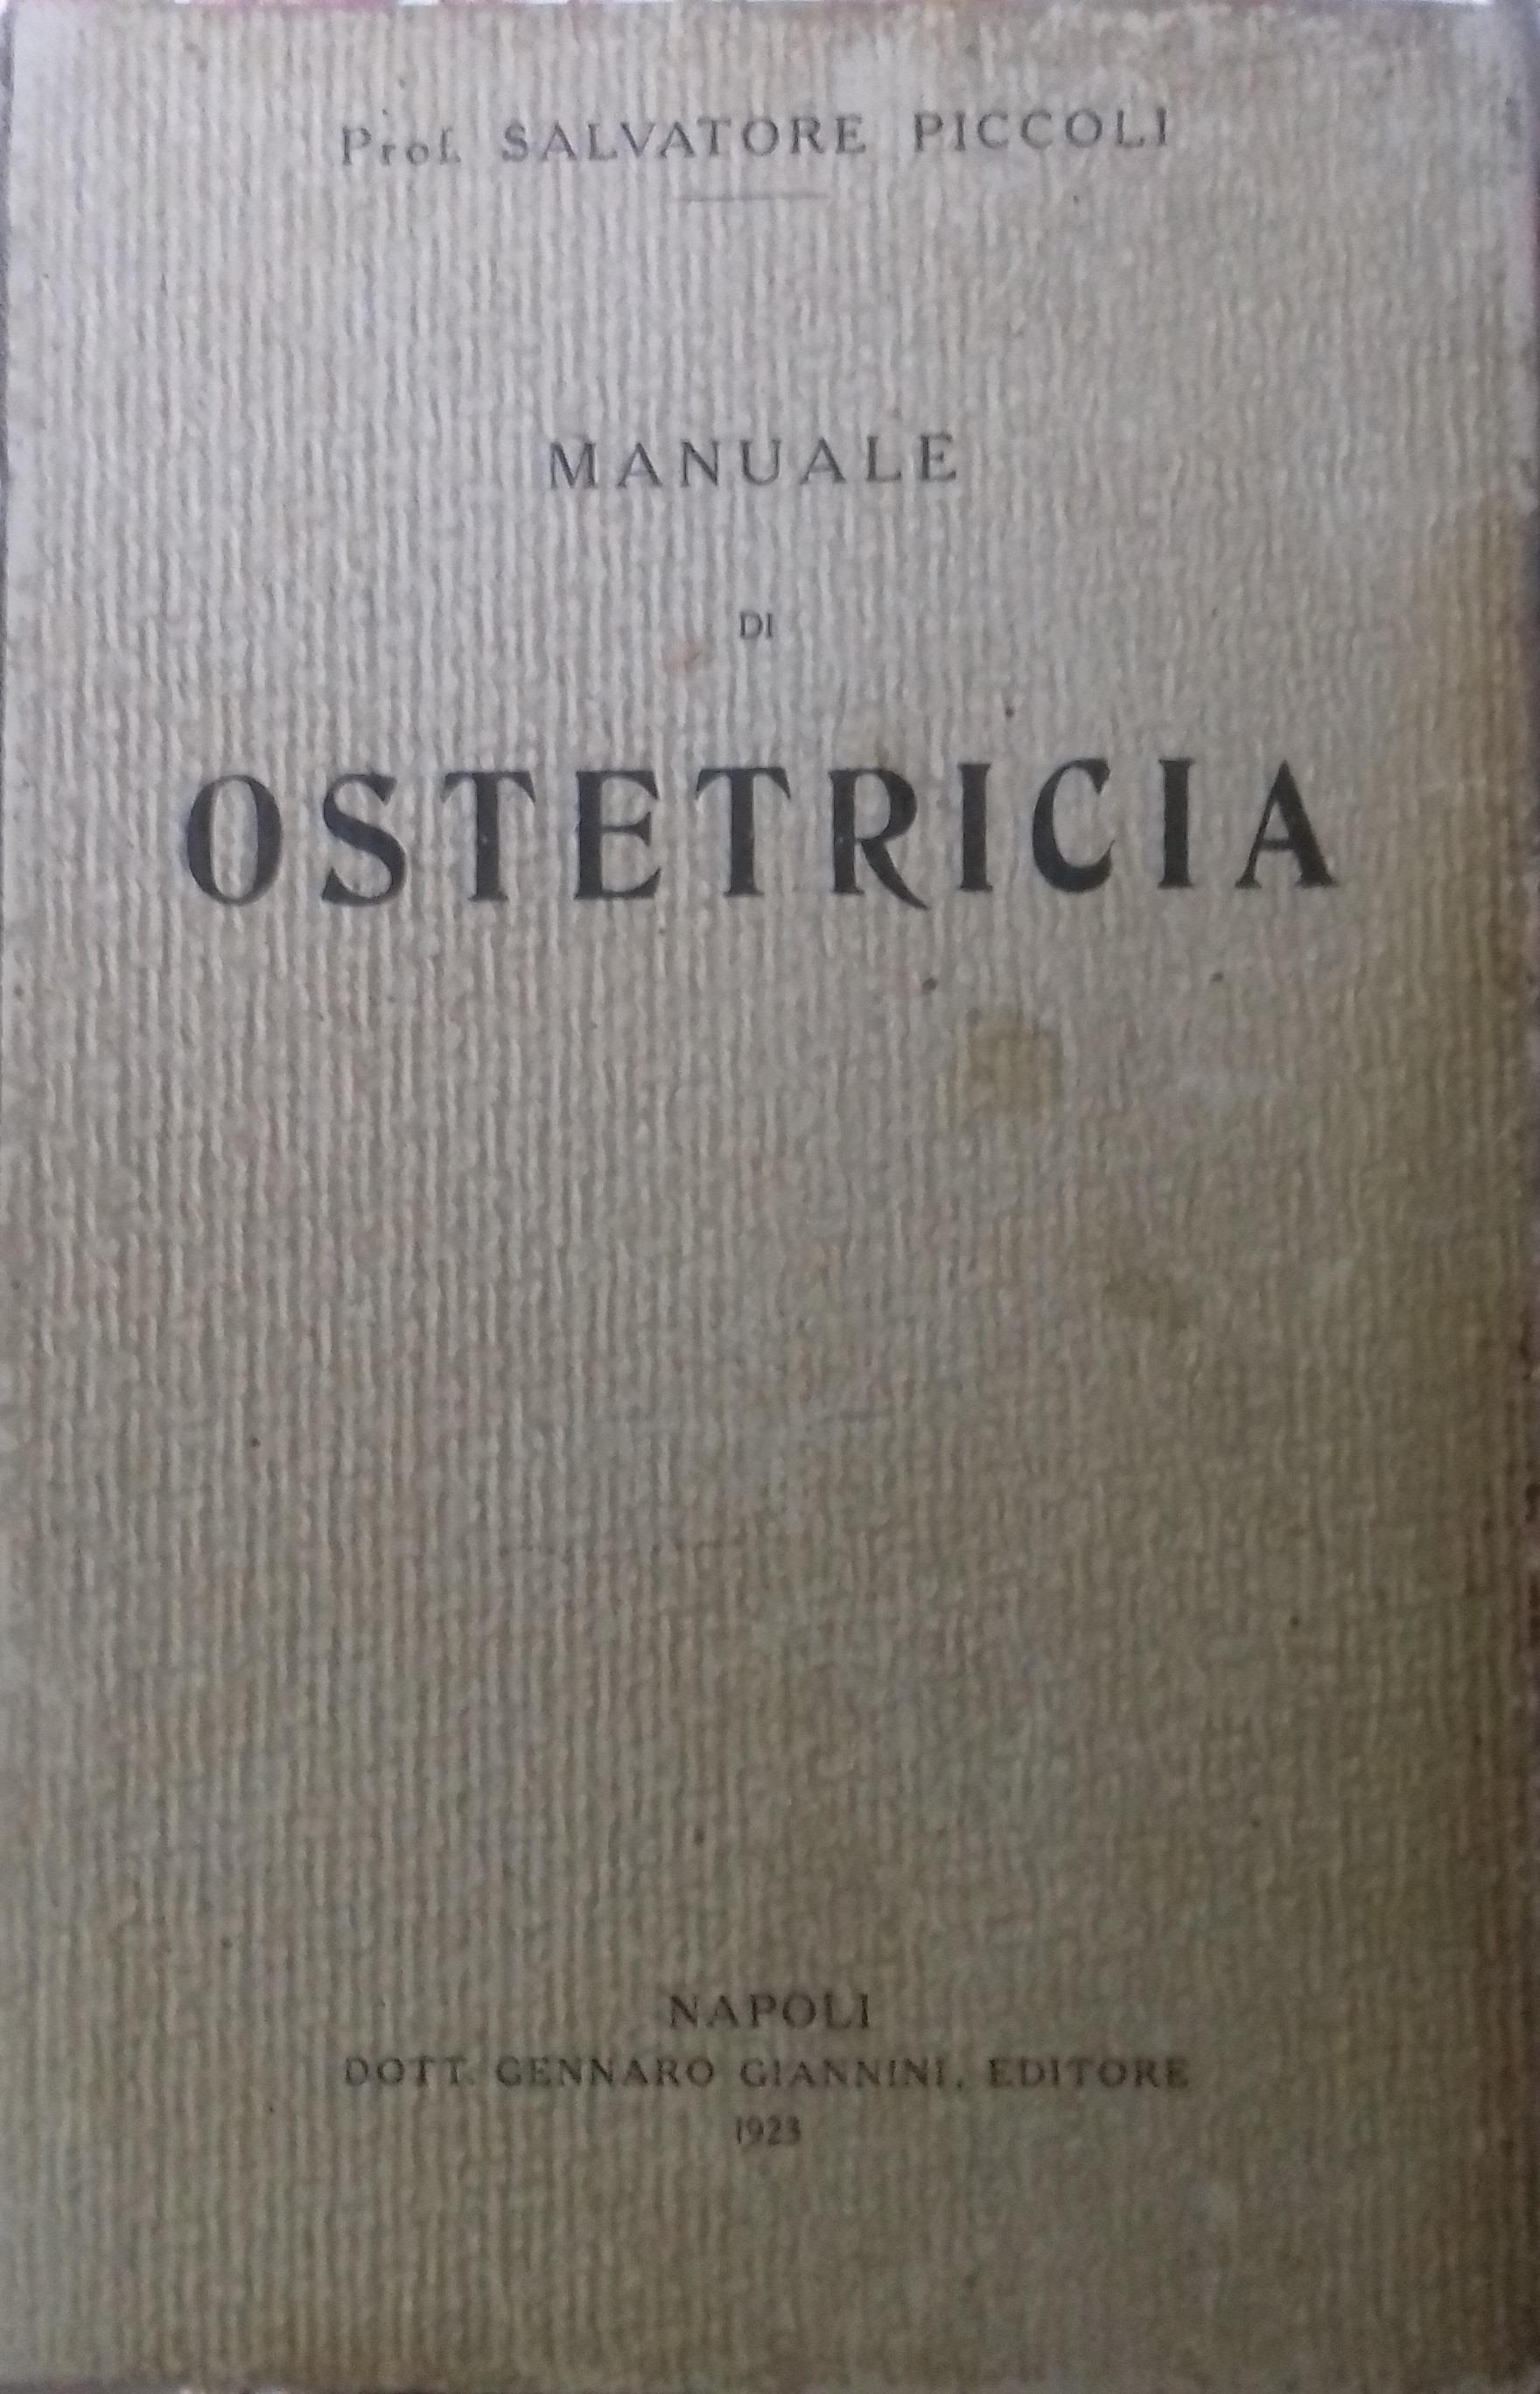 Prof. SALVATORE PICCOLI
MANUALE
DI
OSTETRICIA
NAPOLI
DOTT. GENNARO GIANNINI, EDITORE
1923